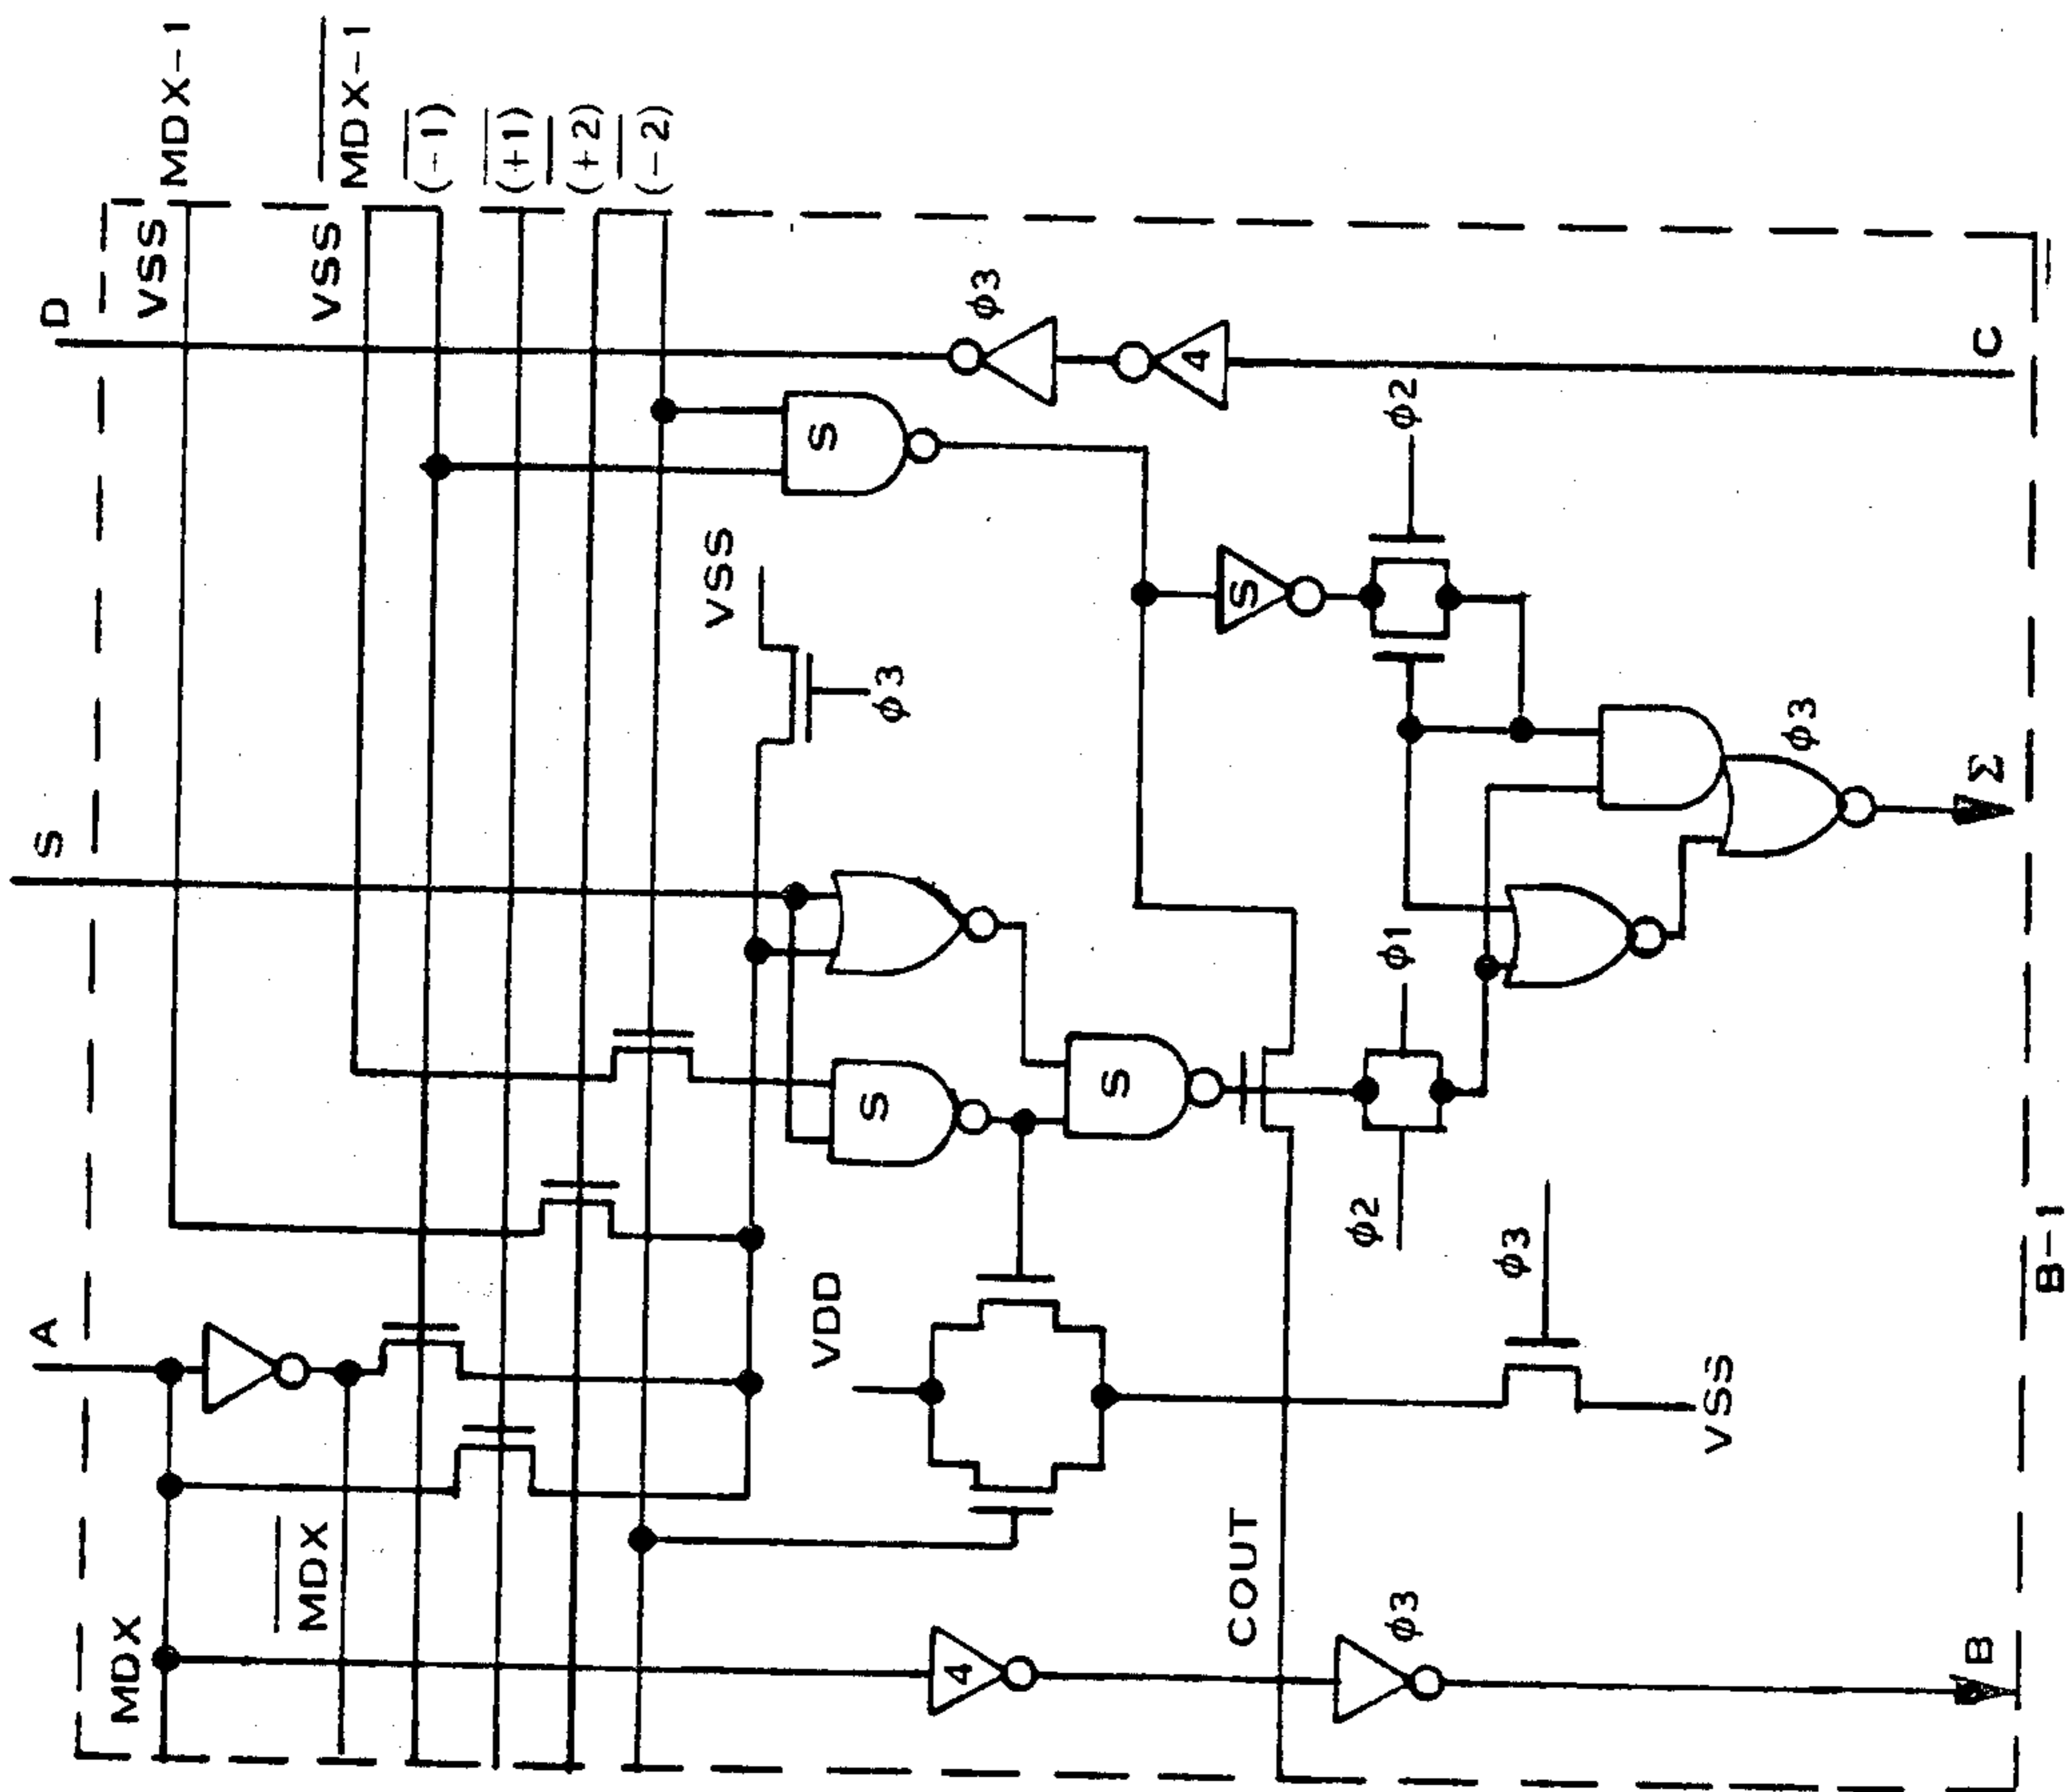 MDX-1
MDX-1
(-1)
(+1)
(+2)
(-2)
D
VSS
VSS
φ3
4
C
S
φ2
VSS
S
φ3
S
φ3
Σ
S
S
φ1
φ2
A
VDD
φ3
VSS
B-1
MDX
MDX
COUT
4
φ3
B